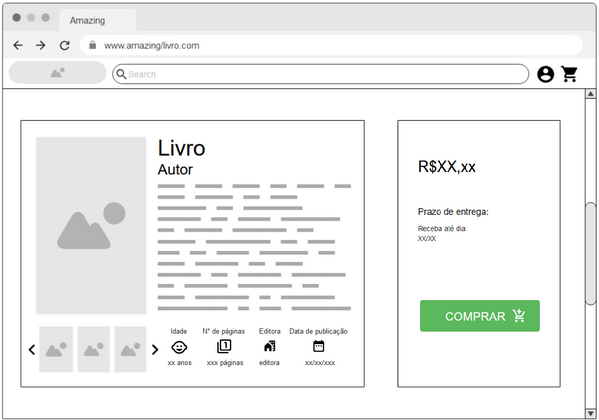 Amazing
www.amazing/livro.com
Search
Livro
Autor
Idade
N° de páginas
Editora
Data de publicação
1
xx anos
xxx páginas
editora
xx/xx/xxx
R$XX,xx
Prazo de entrega:
Receba até dia:
XX/XX
COMPRAR